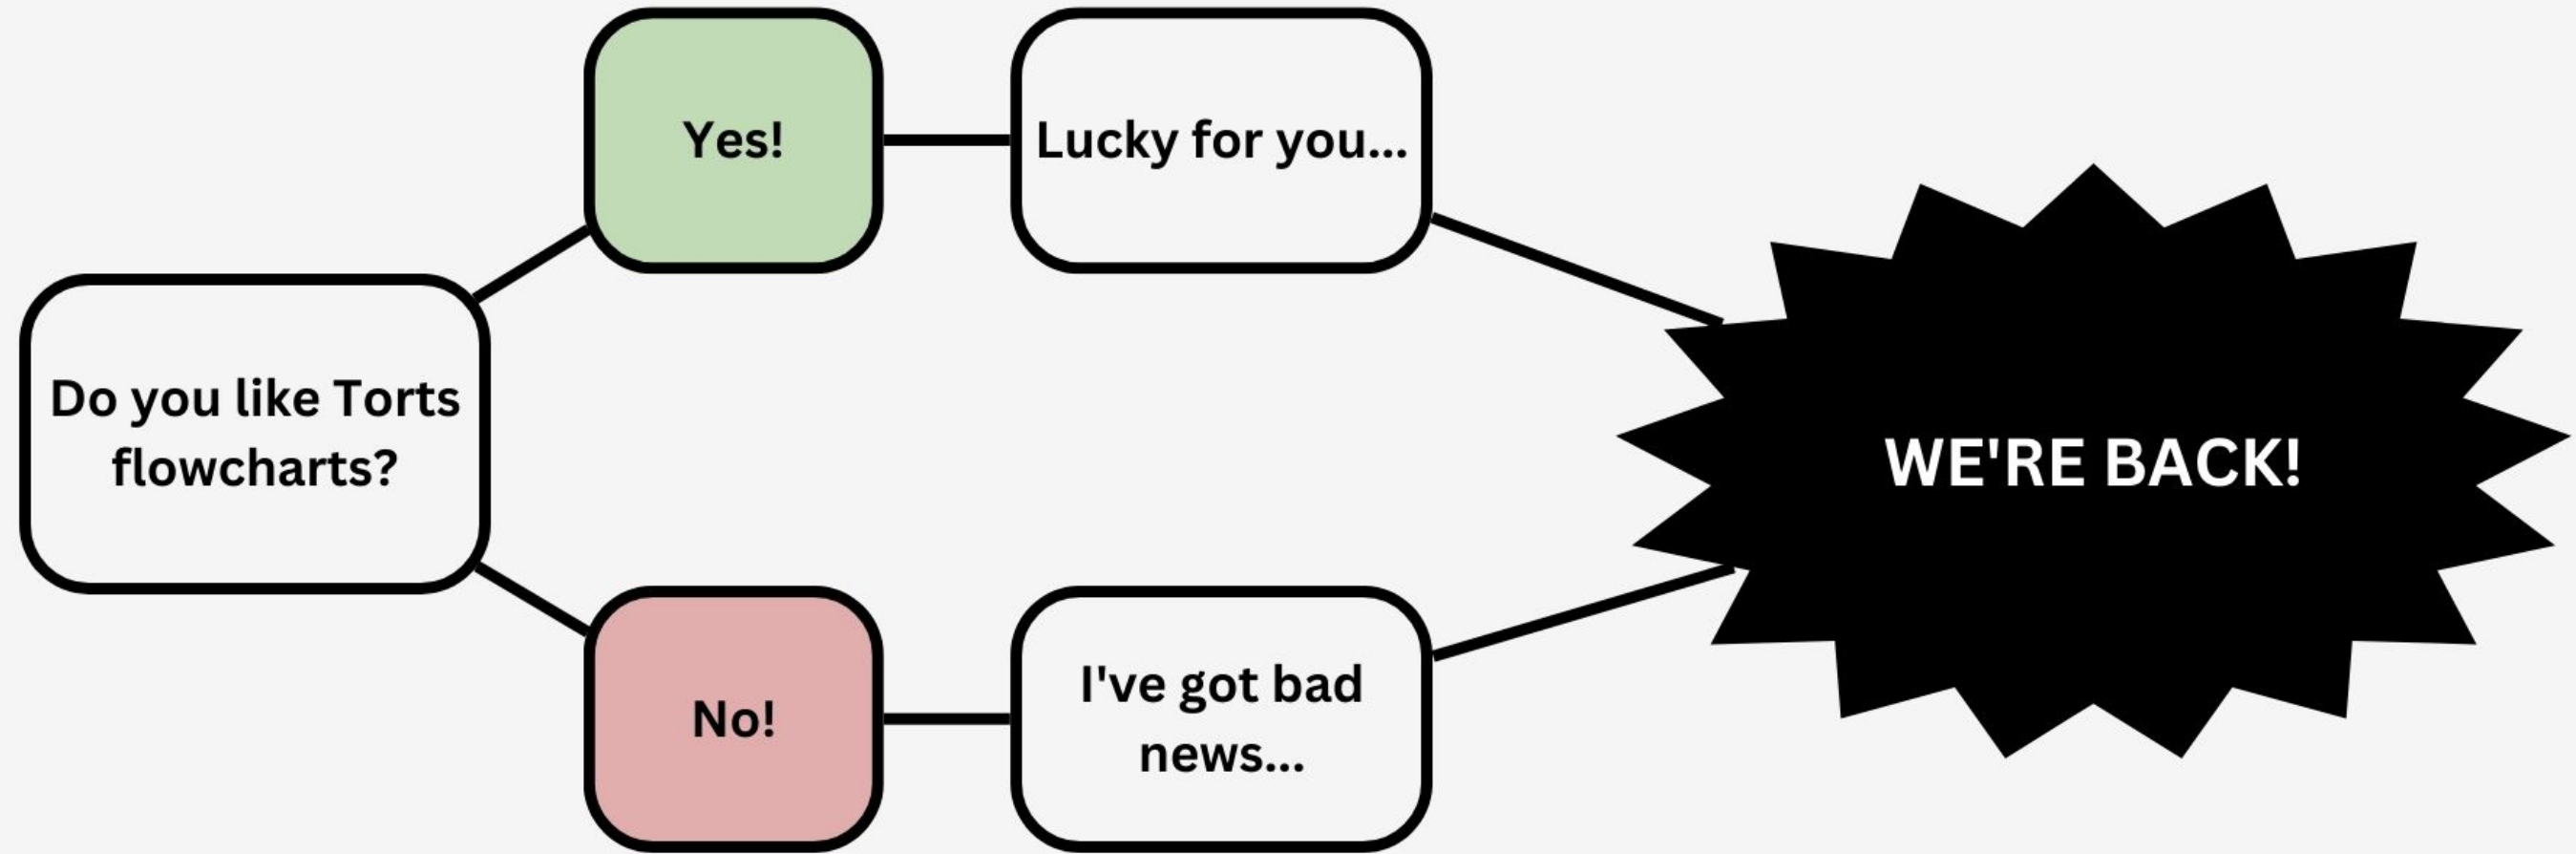 Do you like Torts
flowcharts?
Yes!
Lucky for you...
No!
I've got bad
news...
WE'RE BACK!